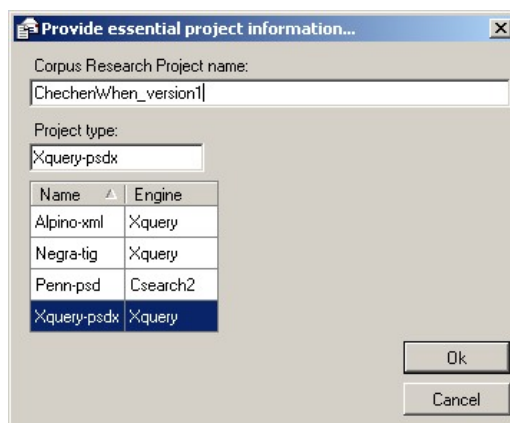 Provide essential project information...
Corpus Research Project name:
ChechenWhen_version1
Project type:
Xquery-psdx
Name Engine
Alpino-xml Xquery
Negra-tig Xquery
Penn-psd Csearch2
Xquery-psdx Xquery
Ok
Cancel